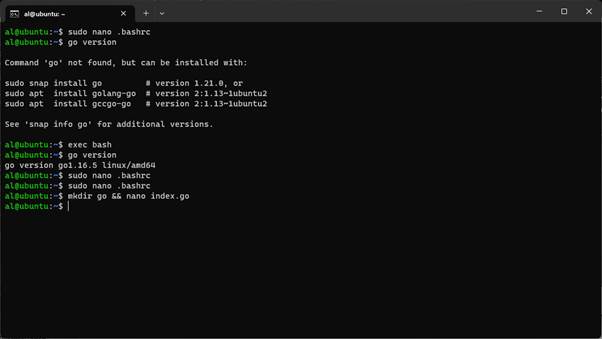 al@ubuntu: ~
al@ubuntu:~$ sudo nano .bashrc
al@ubuntu:~$ go version

Command 'go' not found, but can be installed with:

sudo snap install go         # version 1.21.0, or
sudo apt  install golang-go  # version 2:1.13~1ubuntu2
sudo apt  install gccgo-go   # version 2:1.13~1ubuntu2

See 'snap info go' for additional versions.

al@ubuntu:~$ exec bash
al@ubuntu:~$ go version
go version go1.16.5 linux/amd64
al@ubuntu:~$ sudo nano .bashrc
al@ubuntu:~$ sudo nano .bashrc
al@ubuntu:~$ mkdir go && nano index.go
al@ubuntu:~$